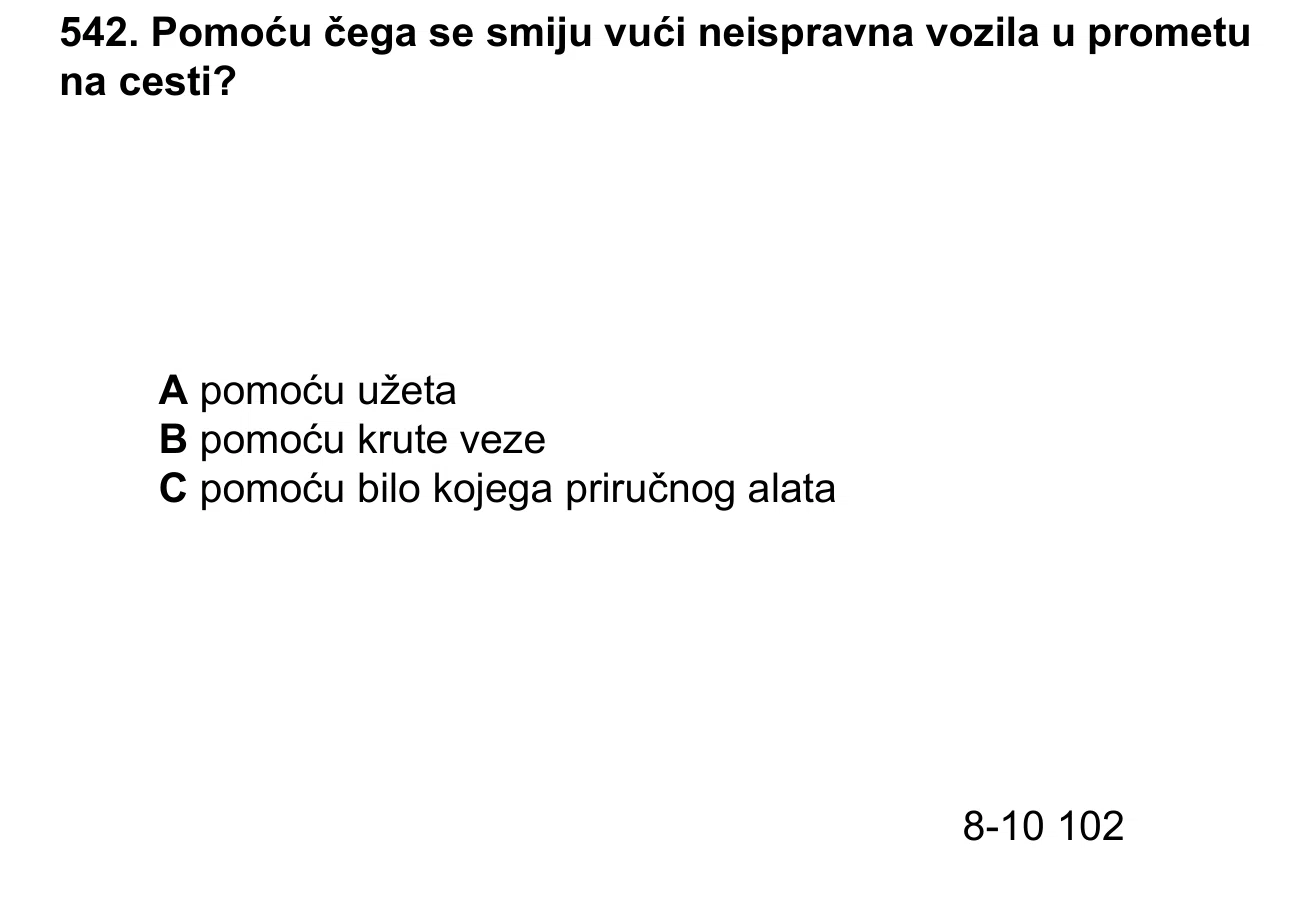 542. Pomoću čega se smiju vući neispravna vozila u prometu
na cesti?
A pomoću užeta
B pomoću krute veze
C pomoću bilo kojega priručnog alata
8-10 102